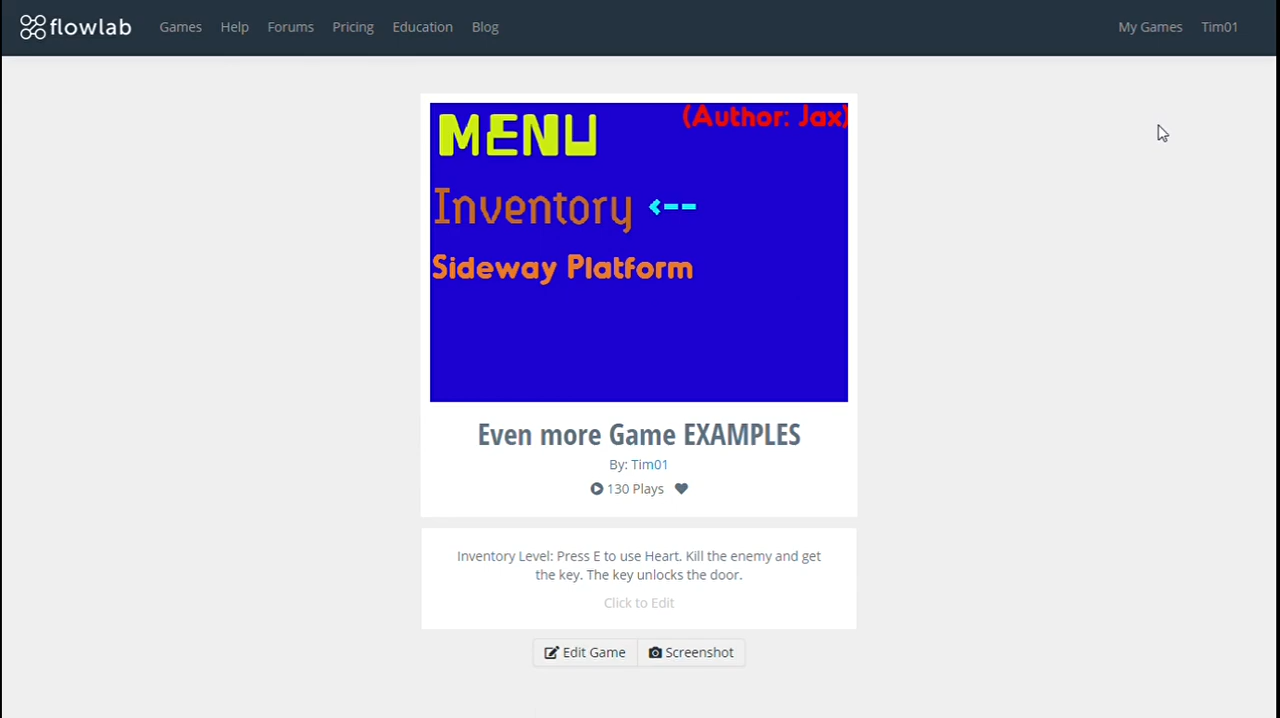 flowlab Games Help Forums Pricing Education Blog My Games Tim01
MENU (Author: Jax)
Inventory <--
Sideway Platform
Even more Game EXAMPLES
By: Tim01
130 Plays
Inventory Level: Press E to use Heart. Kill the enemy and get
the key. The key unlocks the door.
Click to Edit
Edit Game Screenshot